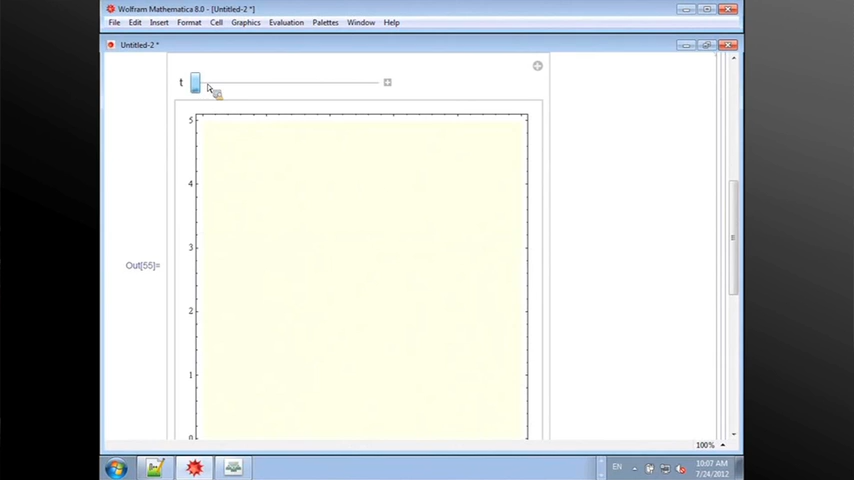 Wolfram Mathematica 8.0 - [Untitled-2 *]
File Edit Insert Format Cell Graphics Evaluation Palettes Window Help
Untitled-2 *
t
5
4
3
Out[55]=
2
1
0
100%
EN
10:07 AM
7/24/2012